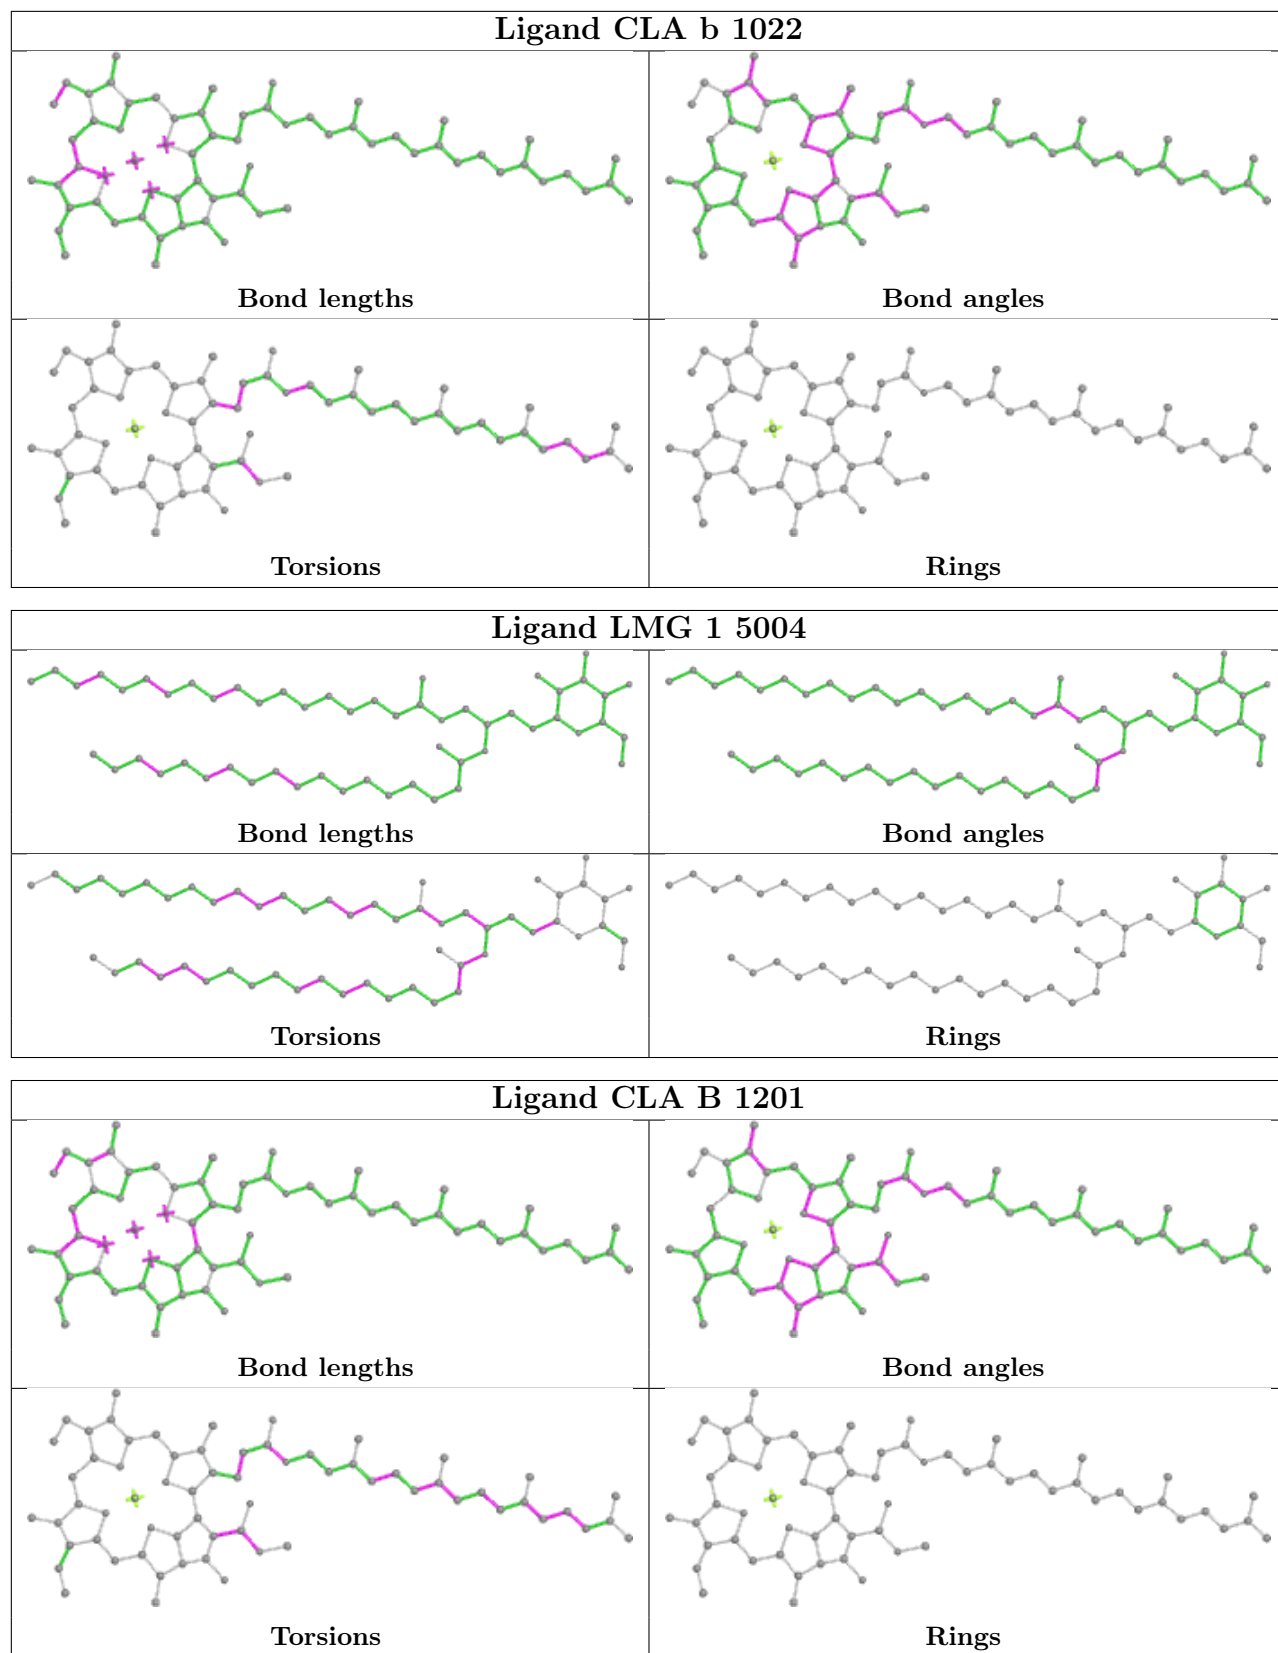 Ligand CLA b 1022
Bond lengths
Bond angles
Torsions
Rings
Ligand LMG 1 5004
Bond lengths
Bond angles
Torsions
Rings
Ligand CLA B 1201
Bond lengths
Bond angles
Torsions
Rings